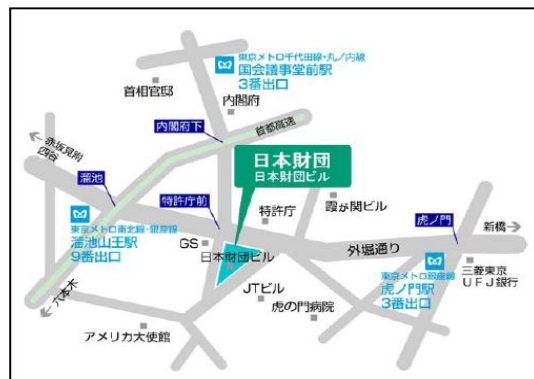 東京メトロ千代田線・丸ノ内線
国会議事堂前駅
3番出口
首相官邸
内閣府
内閣府下
首都高速
赤坂見附
四谷
溜池
日本財団
日本財団ビル
特許庁前
特許庁
霞が関ビル
虎ノ門
新橋
東京メトロ南北線・銀座線
溜池山王駅
9番出口
GS
日本財団ビル
外堀通り
東京メトロ銀座線
虎ノ門駅
3番出口
三菱東京
UFJ銀行
JTビル
虎の門病院
六本木
アメリカ大使館